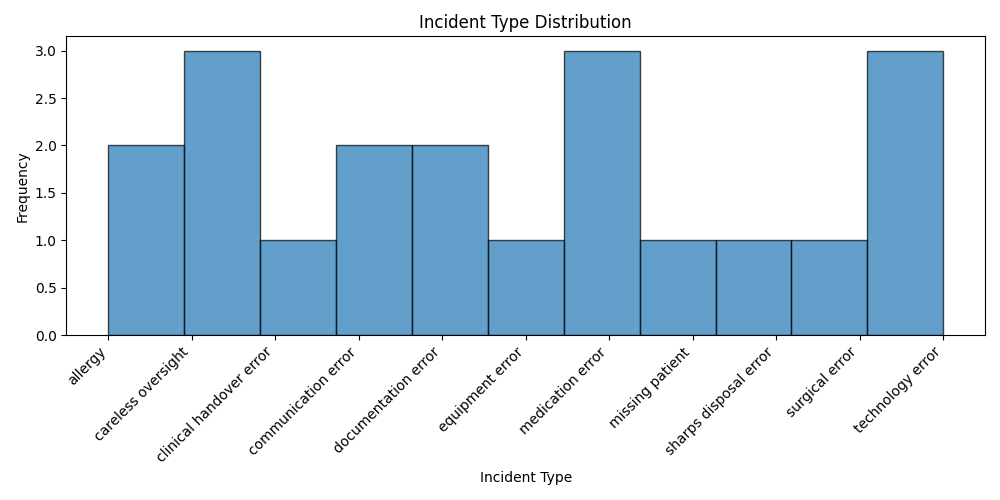 Incident Type Distribution
Frequency
3.0
2.5
2.0
1.5
1.0
0.5
0.0
allergy
careless oversight
clinical handover error
communication error
documentation error
equipment error
medication error
missing patient
sharps disposal error
surgical error
technology error
Incident Type